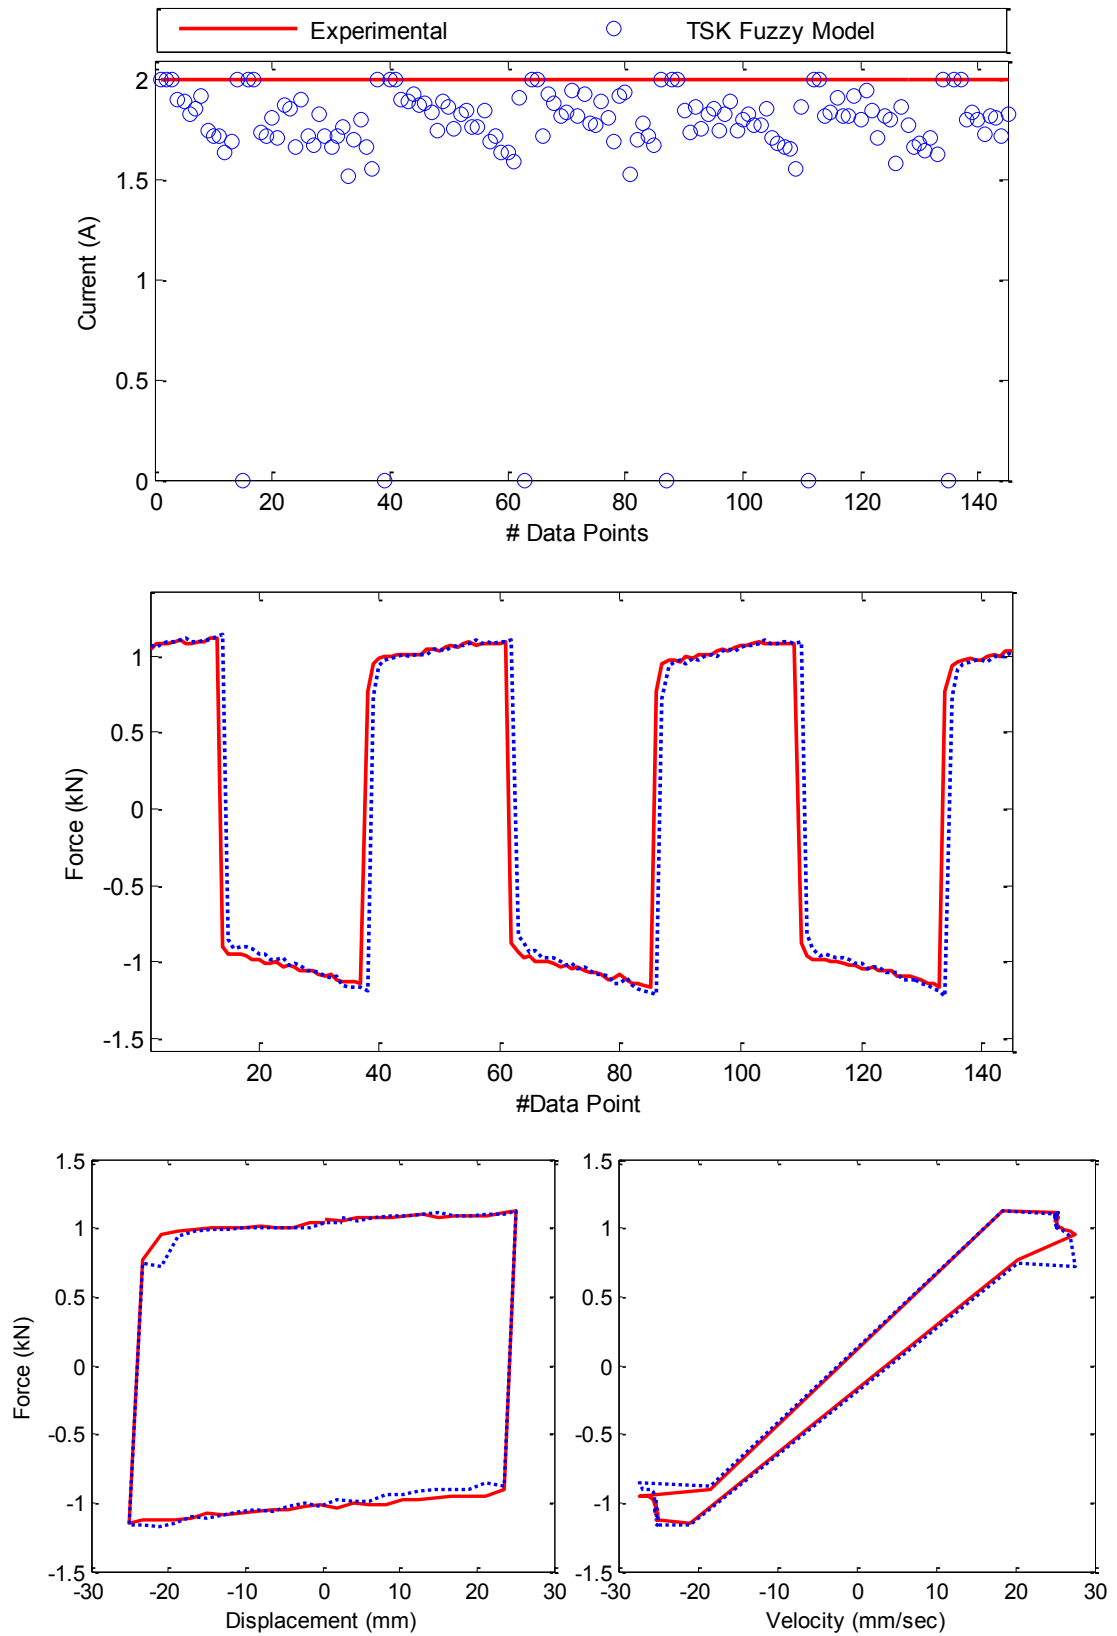 Experimental TSK Fuzzy Model
2
1.5
1
0.5
0
Current (A)
0 20 40 60 80 100 120 140
# Data Points
1
0.5
0
-0.5
-1
-1.5
Force (kN)
20 40 60 80 100 120 140
#Data Point
1.5
1
0.5
0
-0.5
-1
-1.5
Force (kN)
-30 -20 -10 0 10 20 30
Displacement (mm)
1.5
1
0.5
0
-0.5
-1
-1.5
-30 -20 -10 0 10 20 30
Velocity (mm/sec)